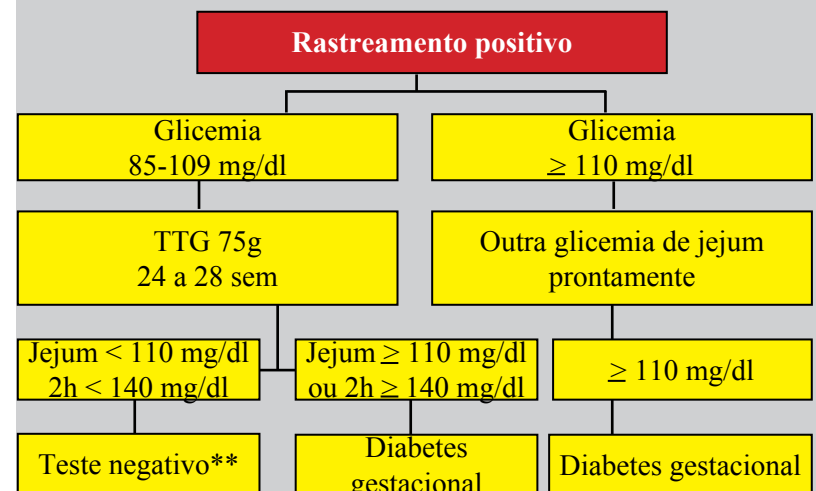 Rastreamento positivo
Glicemia
85-109 mg/dl
Glicemia
≥ 110 mg/dl
TTG 75g
24 a 28 sem
Outra glicemia de jejum
prontamente
Jejum < 110 mg/dl
2h < 140 mg/dl
Jejum ≥ 110 mg/dl
ou 2h ≥ 140 mg/dl
≥ 110 mg/dl
Teste negativo**
Diabetes
gestacional
Diabetes gestacional